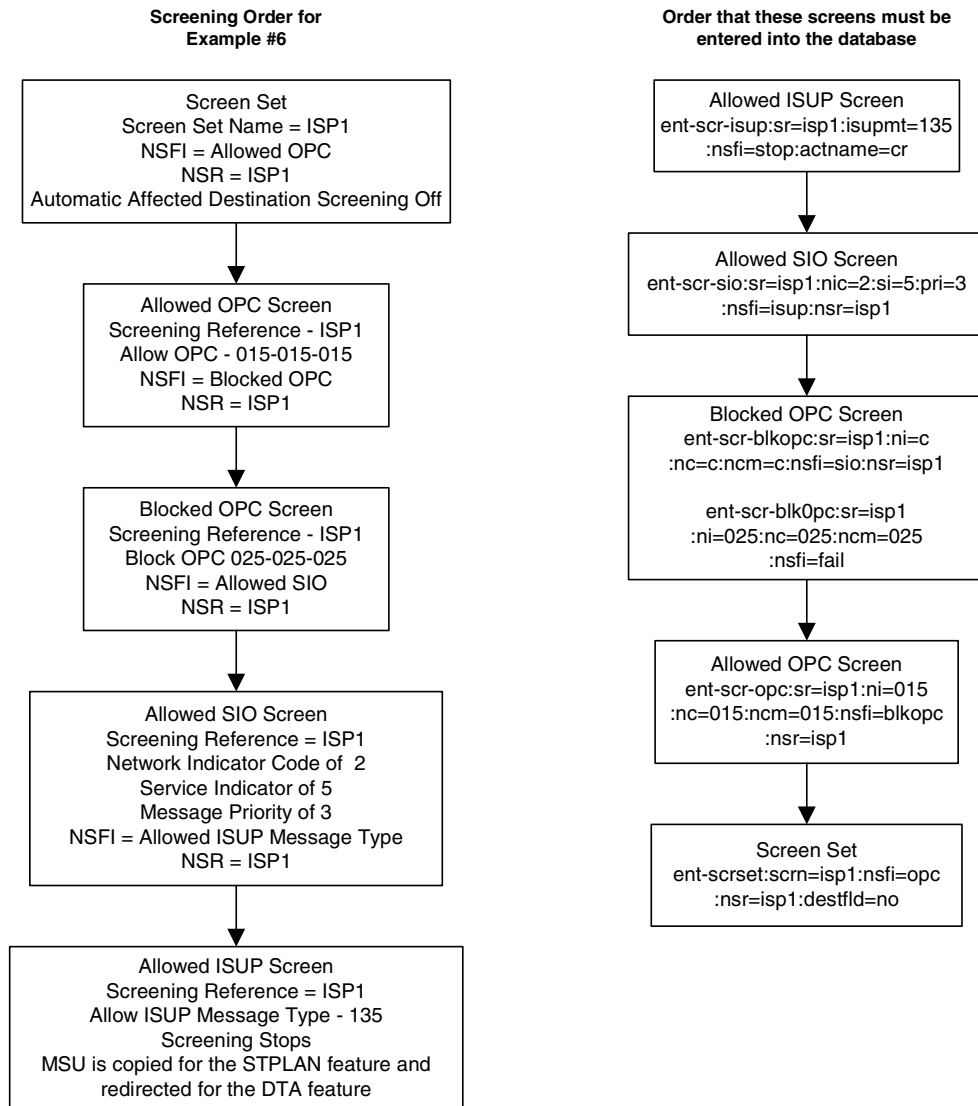 Screening Order for
Example #6
Screen Set
Screen Set Name = ISP1
NSFI = Allowed OPC
NSR = ISP1
Automatic Affected Destination Screening Off
Allowed OPC Screen
Screening Reference - ISP1
Allow OPC - 015-015-015
NSFI = Blocked OPC
NSR = ISP1
Blocked OPC Screen
Screening Reference - ISP1
Block OPC 025-025-025
NSFI = Allowed SIO
NSR = ISP1
Allowed SIO Screen
Screening Reference = ISP1
Network Indicator Code of 2
Service Indicator of 5
Message Priority of 3
NSFI = Allowed ISUP Message Type
NSR = ISP1
Allowed ISUP Screen
Screening Reference = ISP1
Allow ISUP Message Type - 135
Screening Stops
MSU is copied for the STPLAN feature and
redirected for the DTA feature
Order that these screens must be
entered into the database
Allowed ISUP Screen
ent-scr-isup:sr=isp1:isupmt=135
:nsfi=stop:actname=cr
Allowed SIO Screen
ent-scr-sio:sr=isp1:nic=2:si=5:pri=3
:nsfi=isup:nsr=isp1
Blocked OPC Screen
ent-scr-blkopc:sr=isp1:ni=c
:nc=c:ncm=c:nsfi=sio:nsr=isp1
ent-scr-blk0pc:sr=isp1
:ni=025:nc=025:ncm=025
:nsfi=fail
Allowed OPC Screen
ent-scr-opc:sr=isp1:ni=015
:nc=015:ncm=015:nsfi=blkopc
:nsr=isp1
Screen Set
ent-scrset:scrn=isp1:nsfi=opc
:nsr=isp1:destfld=no